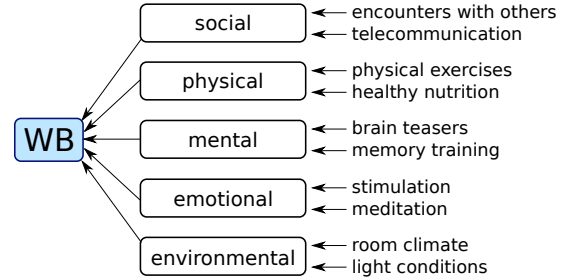 social
encounters with others
telecommunication
physical
physical exercises
healthy nutrition
WB
mental
brain teasers
memory training
emotional
stimulation
meditation
environmental
room climate
light conditions